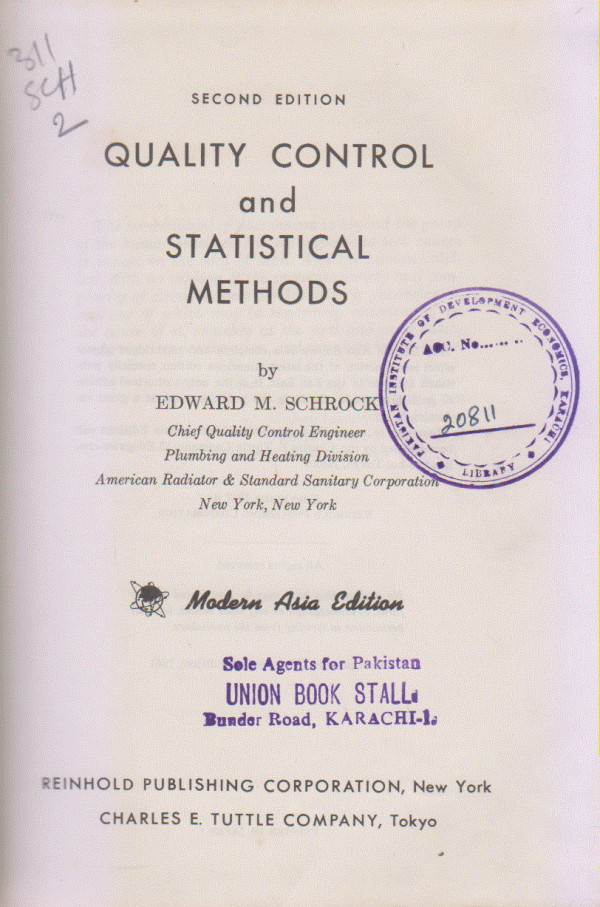 311
SCH
2
SECOND EDITION
QUALITY CONTROL
and
STATISTICAL
METHODS
by
EDWARD M. SCHROCK
Chief Quality Control Engineer
Plumbing and Heating Division
American Radiator & Standard Sanitary Corporation
New York, New York
PAKISTAN INSTITUTE OF DEVELOPMENT ECONOMICS, KARACHI
LIBRARY
ACC. No.........
20811
Modern Asia Edition
Sole Agents for Pakistan
UNION BOOK STALL.
Bunder Road, KARACHI-1.
REINHOLD PUBLISHING CORPORATION, New York
CHARLES E. TUTTLE COMPANY, Tokyo